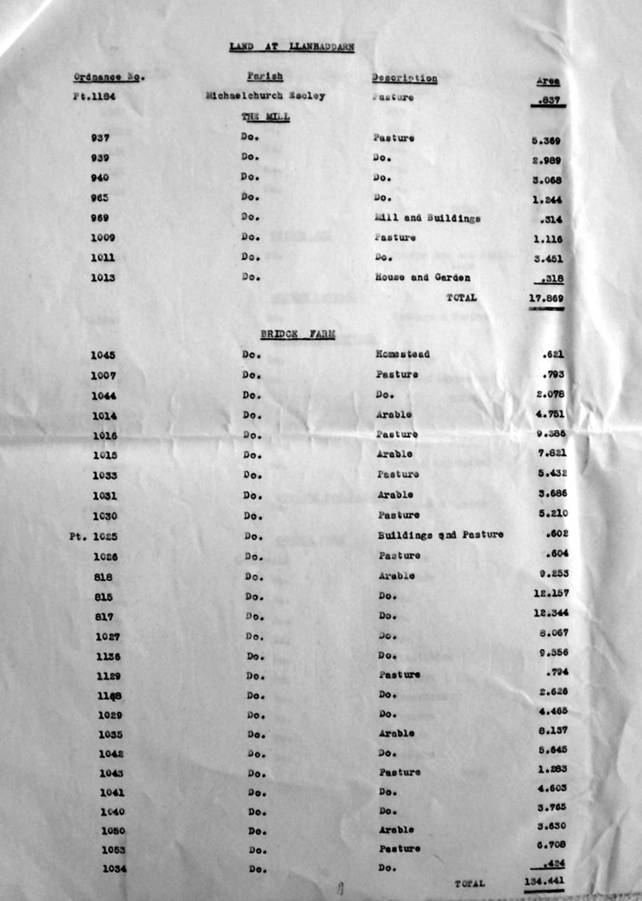 LAND AT LLANHADDARN
Ordnance No. Parish Description Area
Pt.1184 Michaelchurch Escley Pasture .837
THE MILL
937 Do. Pasture 5.369
939 Do. Do. 2.989
940 Do. Do. 3.068
965 Do. Do. 1.244
969 Do. Mill and Buildings .314
1009 Do. Pasture 1.116
1011 Do. Do. 3.451
1013 Do. House and Garden .318
TOTAL 17.869
BRIDGE FARM
1045 Do. Homestead .621
1007 Do. Pasture .793
1044 Do. Do. 2.078
1014 Do. Arable 4.751
1016 Do. Pasture 9.385
1015 Do. Arable 7.821
1033 Do. Pasture 5.432
1031 Do. Arable 3.686
1030 Do. Pasture 5.210
Pt. 1025 Do. Buildings and Pasture .602
1026 Do. Pasture .604
818 Do. Arable 9.253
815 Do. Do. 12.157
817 Do. Do. 12.344
1027 Do. Do. 8.067
1136 Do. Do. 9.356
1129 Do. Pasture .794
Do. Do. 2.626
1029 Do. Do. 4.465
1035 Do. Arable 8.137
1042 Do. Do. 5.645
1043 Do. Pasture 1.283
1041 Do. Do. 4.603
1040 Do. Do. 3.765
1050 Do. Arable 3.630
1053 Do. Pasture 6.708
1034 Do. Do. .424
TOTAL 134.441